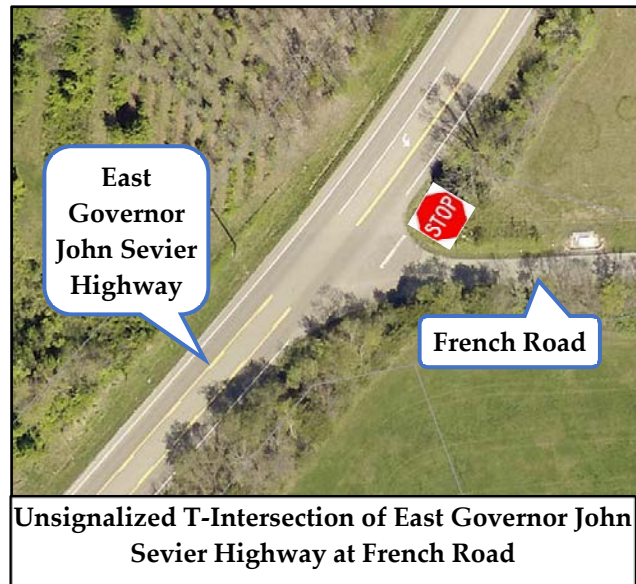 East
Governor
John Sevier
Highway
STOP
French Road
Unsignalized T-Intersection of East Governor John
Sevier Highway at French Road